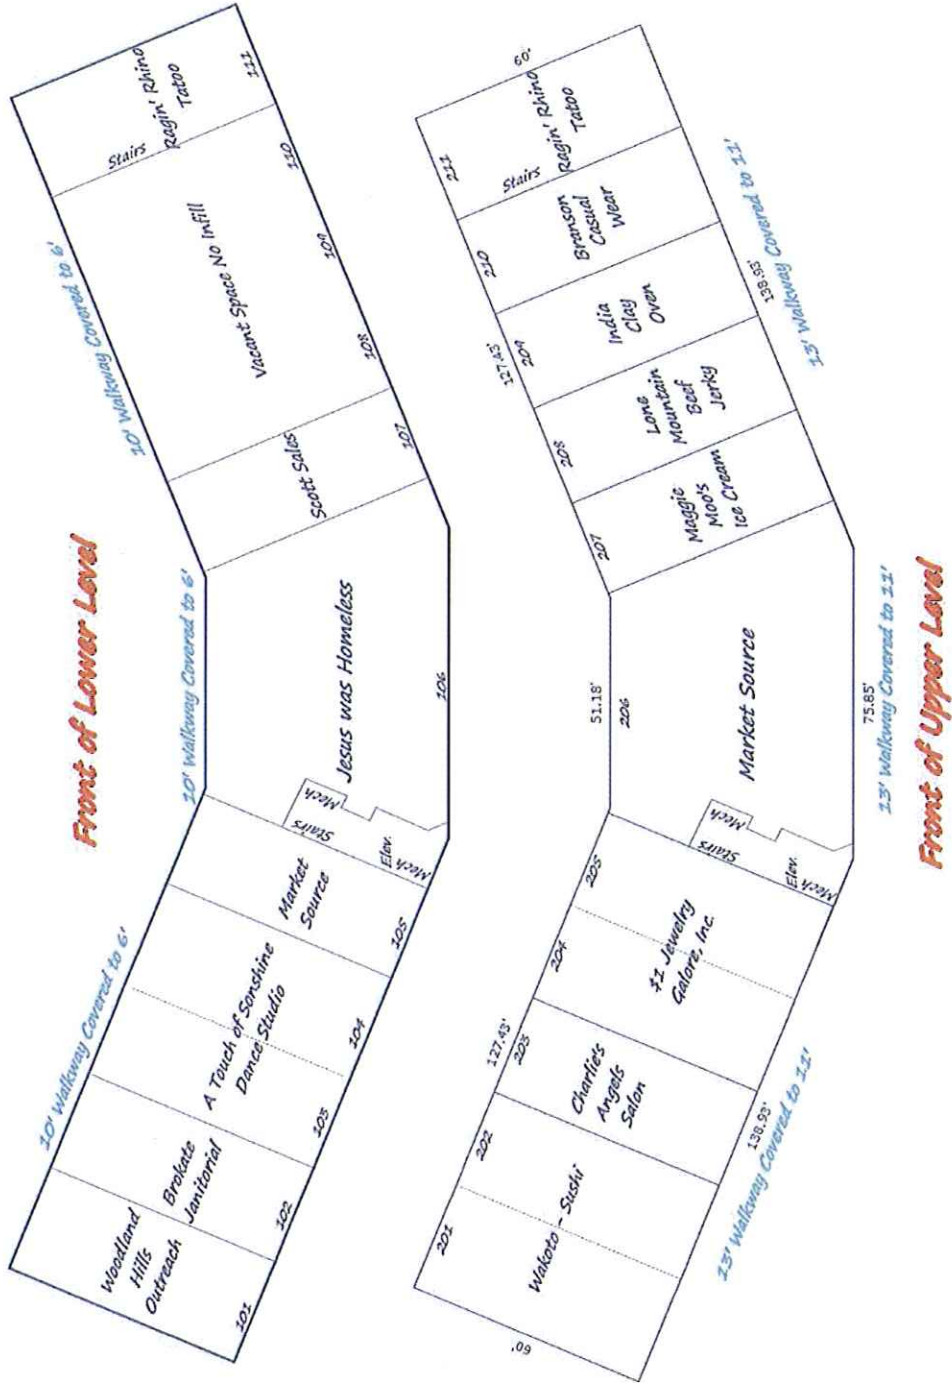 Front of Lower Level
10' Walkway Covered to 6'
10' Walkway Covered to 6'
10' Walkway Covered to 6'
Woodland
Hills
Outreach
101
Brokate
Janitorial
102
A Touch of Sonshine
Dance Studio
103
104
Market
Source
105
Stairs
Mech
Elev.
Mech
Jesus was Homeless
106
Scott Sales
107
Vacant Space No Infill
108
109
110
Stairs
Ragin' Rhino
Tatoo
111
60'
127.43'
51.18'
127.43'
60'
201
202
Wakoto - Sushi
203
Charlie's
Angels
Salon
204
205
$1 Jewelry
Galore, Inc.
Stairs
Mech
Elev.
Mech
206
Market Source
207
Maggie
Moo's
Ice Cream
208
Lone
Mountain
Beef
Jerky
209
India
Clay
Oven
210
Branson
Casual
Wear
211
Stairs
Ragin' Rhino
Tatoo
138.93'
75.85'
138.93'
13' Walkway Covered to 11'
13' Walkway Covered to 11'
13' Walkway Covered to 11'
Front of Upper Level